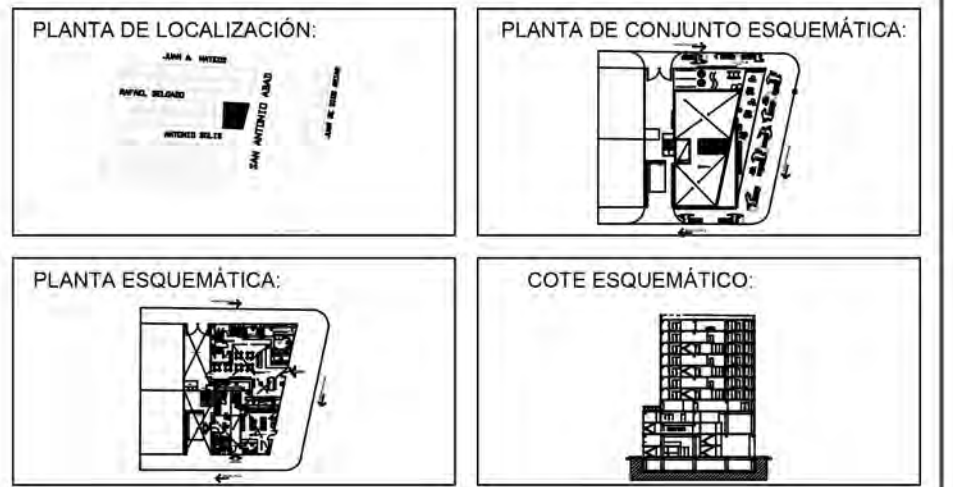 PLANTA DE LOCALIZACIÓN:
JUAN A. MATEOS
RAFAEL DELGADO
ANTONIO SOLIS
SAN ANTONIO ABAD
PLANTA DE CONJUNTO ESQUEMÁTICA:
PLANTA ESQUEMÁTICA:
COTE ESQUEMÁTICO: